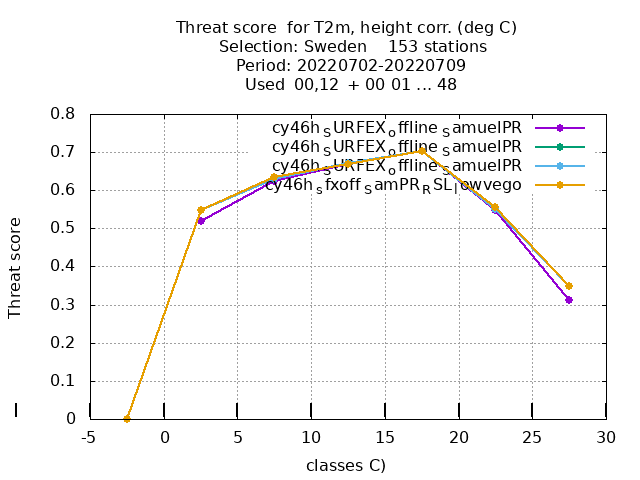 Threat score  for T2m, height corr. (deg C)
Selection: Sweden    153 stations
Period: 20220702-20220709
Used  00,12  + 00 01 ... 48
cy46h_SURFEX_offline_SamuelPR
cy46h_SURFEX_offline_SamuelPR
cy46h_SURFEX_offline_SamuelPR
cy46h_sfxoff_SamPR_RSL_lowvego
Threat score
0.8
0.7
0.6
0.5
0.4
0.3
0.2
0.1
0
-5 0 5 10 15 20 25 30
classes C)